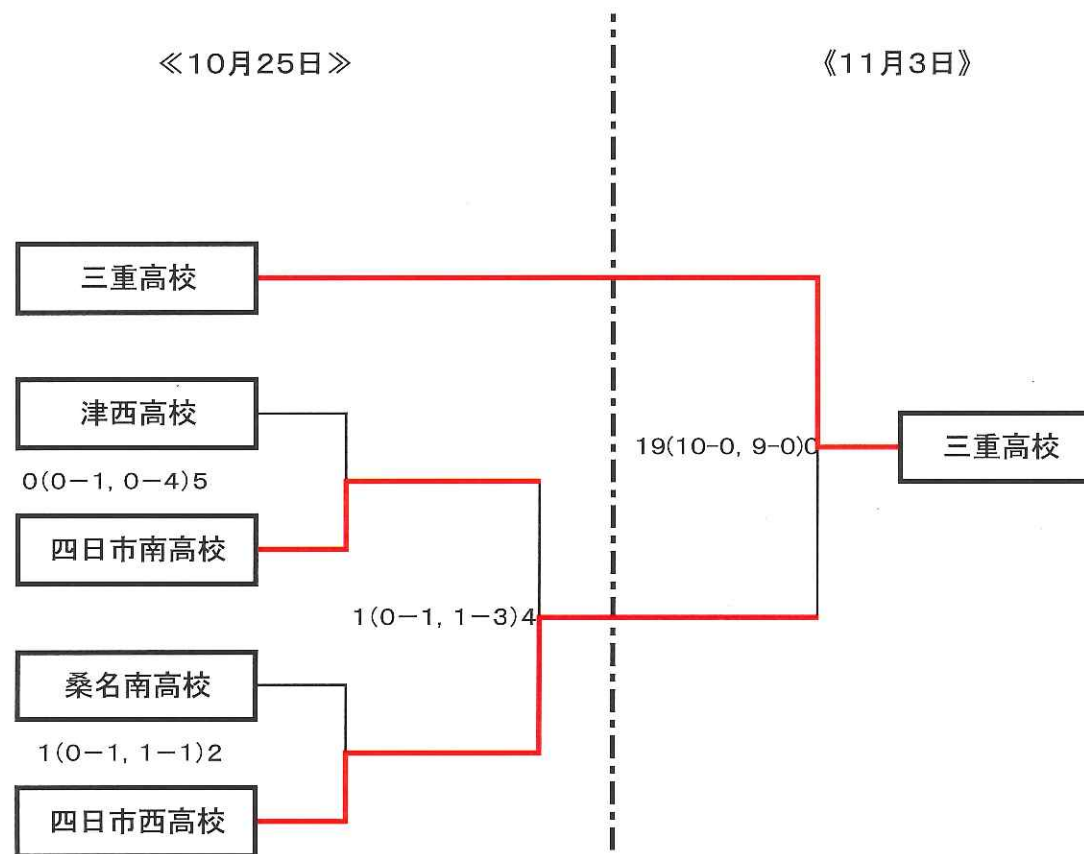 ≪10月25日≫
《11月3日》
三重高校
津西高校
0(0－1, 0－4)5
四日市南高校
19(10-0, 9-0)0
三重高校
1(0－1, 1－3)4
桑名南高校
1(0－1, 1－1)2
四日市西高校